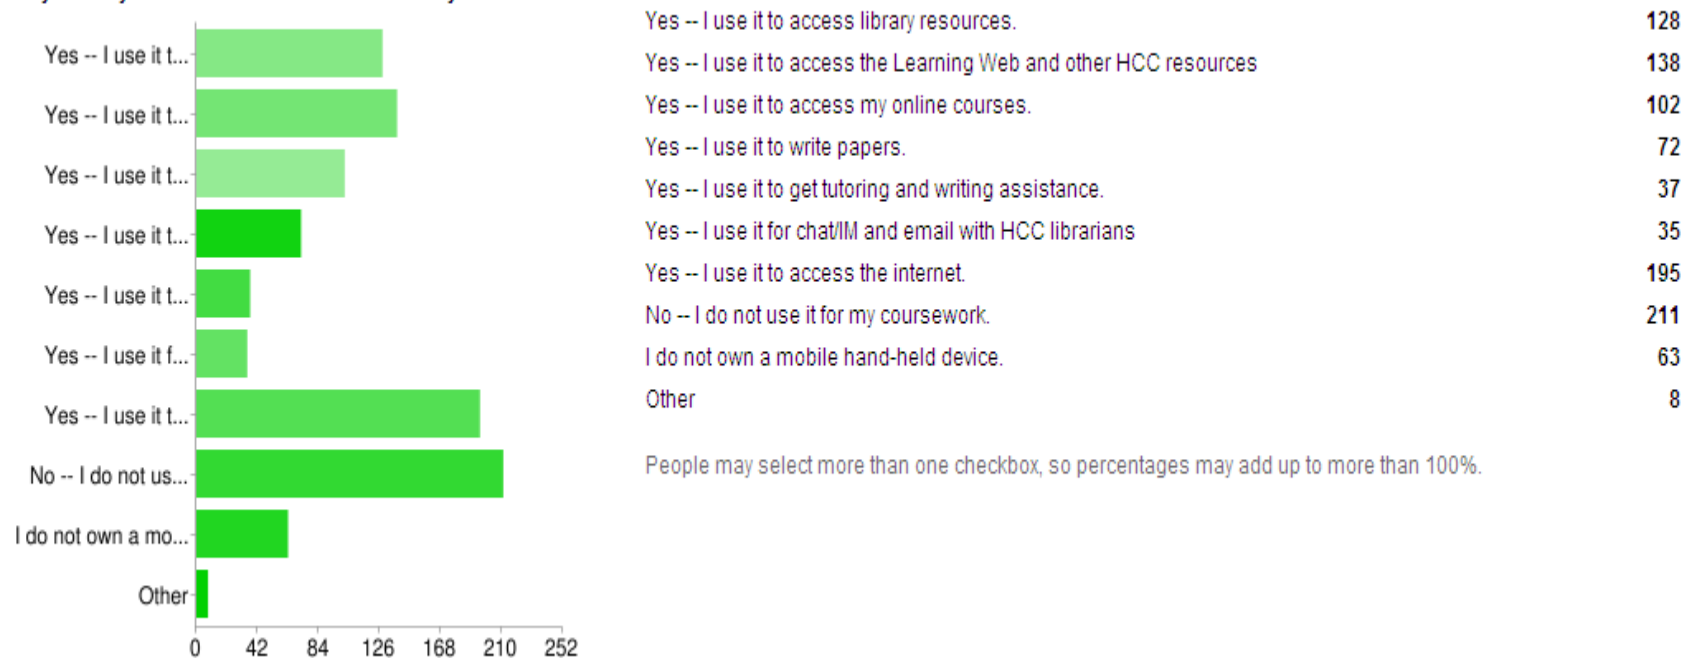 Yes -- I use it t...
Yes -- I use it t...
Yes -- I use it t...
Yes -- I use it t...
Yes -- I use it t...
Yes -- I use it f...
Yes -- I use it t...
No -- I do not us...
I do not own a mo...
Other
0 42 84 126 168 210 252
Yes -- I use it to access library resources. 128
Yes -- I use it to access the Learning Web and other HCC resources 138
Yes -- I use it to access my online courses. 102
Yes -- I use it to write papers. 72
Yes -- I use it to get tutoring and writing assistance. 37
Yes -- I use it for chat/IM and email with HCC librarians 35
Yes -- I use it to access the internet. 195
No -- I do not use it for my coursework. 211
I do not own a mobile hand-held device. 63
Other 8
People may select more than one checkbox, so percentages may add up to more than 100%.